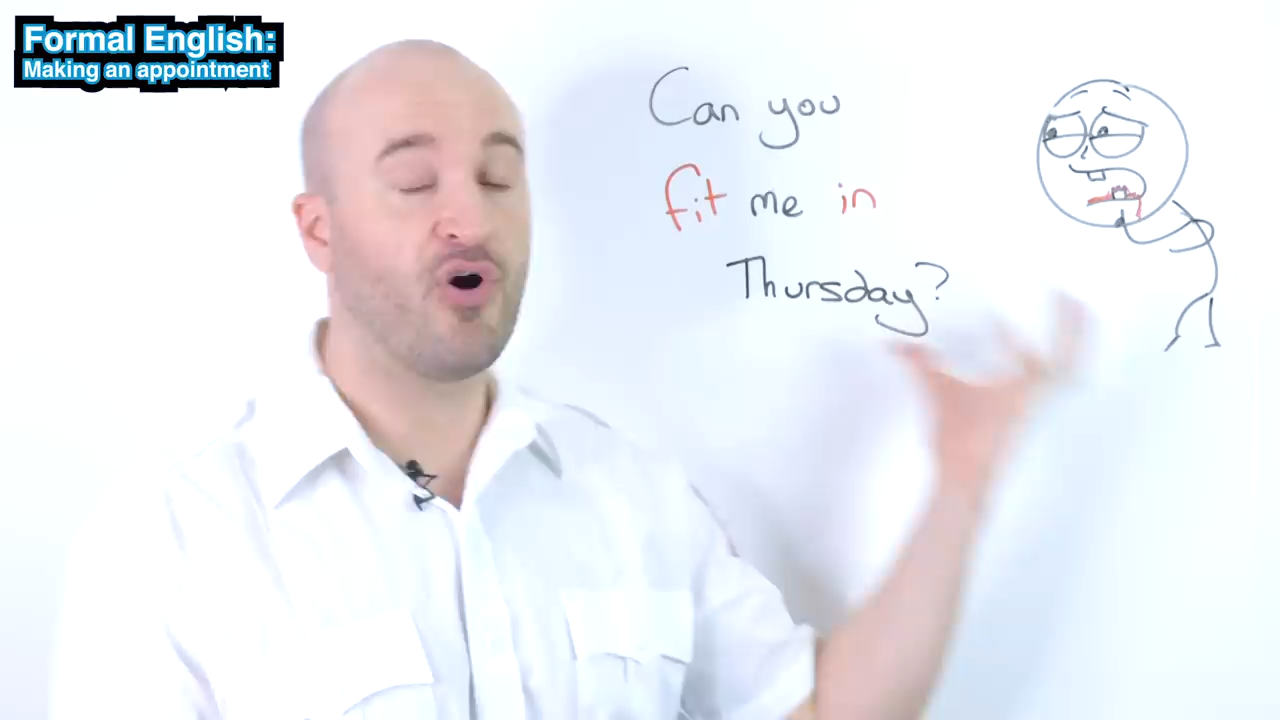 Formal English:
Making an appointment
Can you
fit me in
Thursday?